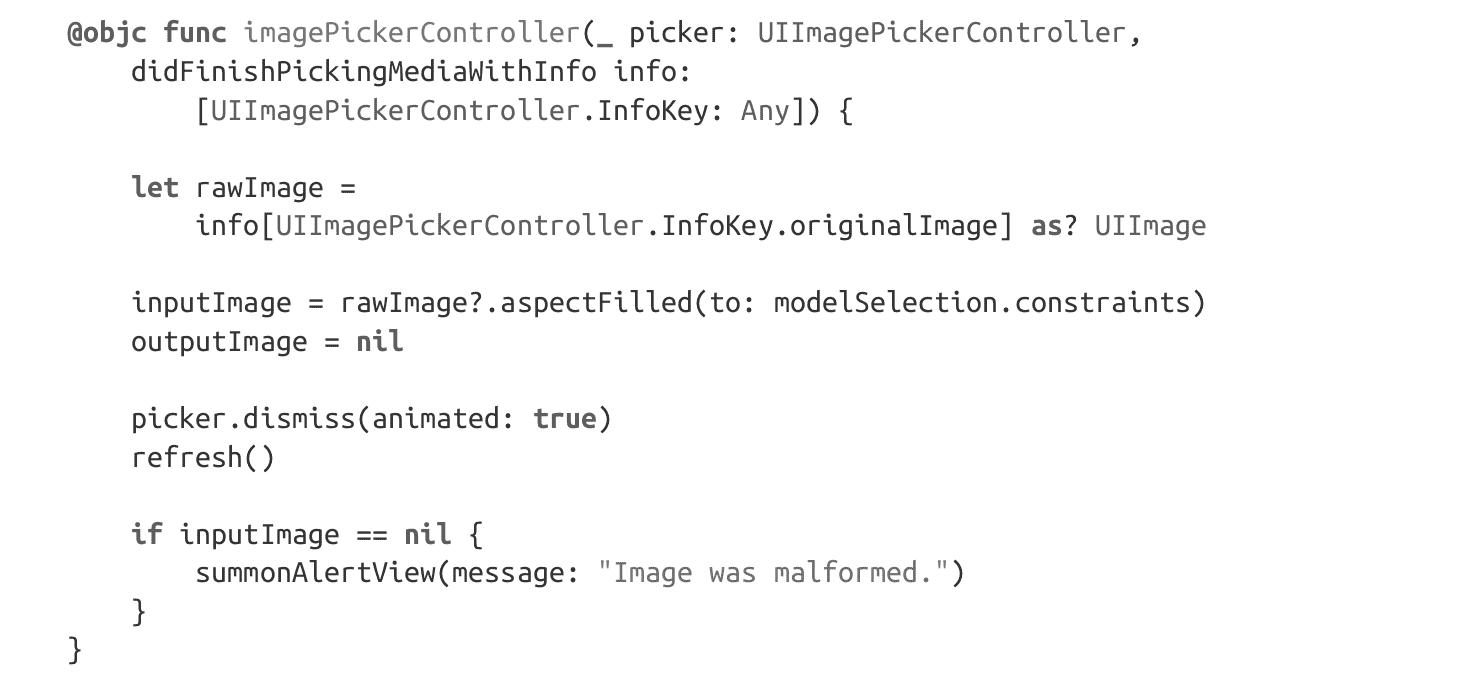 @objc func imagePickerController(_ picker: UIImagePickerController,
    didFinishPickingMediaWithInfo info:
        [UIImagePickerController.InfoKey: Any]) {

    let rawImage =
        info[UIImagePickerController.InfoKey.originalImage] as? UIImage

    inputImage = rawImage?.aspectFilled(to: modelSelection.constraints)
    outputImage = nil

    picker.dismiss(animated: true)
    refresh()

    if inputImage == nil {
        summonAlertView(message: "Image was malformed.")
    }
}